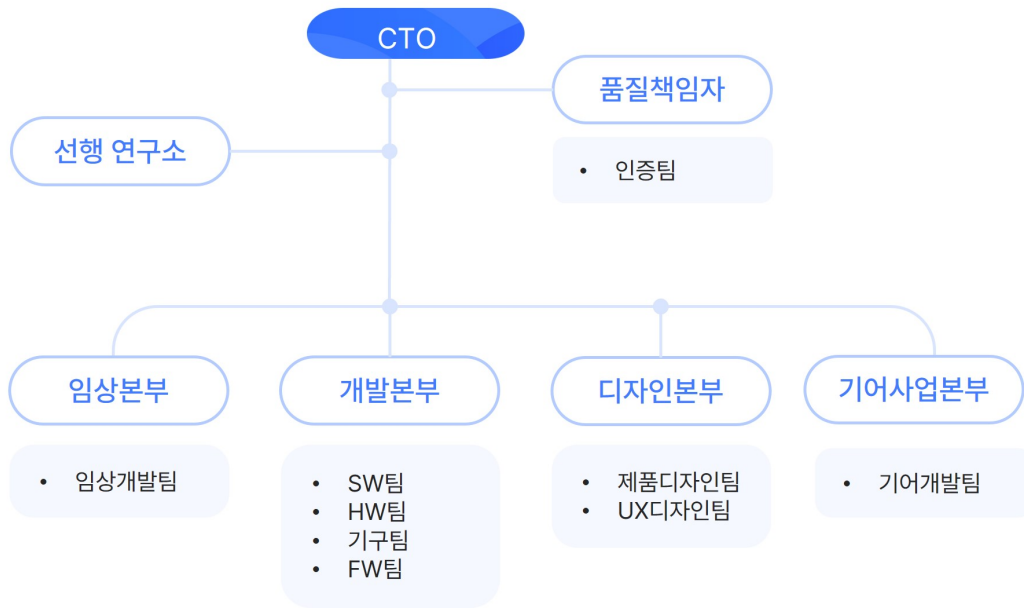 CTO
품질책임자
• 인증팀
선행 연구소
임상본부
• 임상개발팀
개발본부
• SW팀
• HW팀
• 기구팀
• FW팀
디자인본부
• 제품디자인팀
• UX디자인팀
기어사업본부
• 기어개발팀